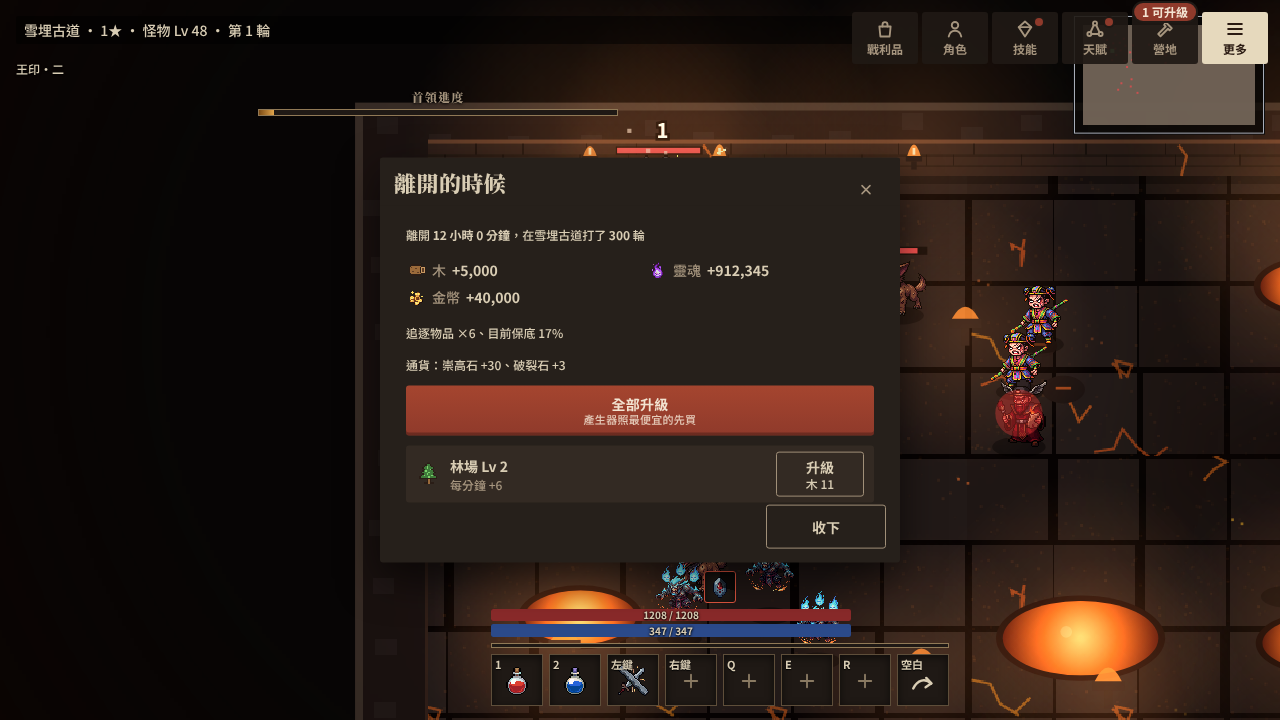 雪埋古道 • 1★ • 怪物 Lv 48 • 第 1 輪
王印・二
1 可升級
戰利品
角色
技能
天賦
營地
更多
首領進度
1
離開的時候
×
離開 12 小時 0 分鐘，在雪埋古道打了 300 輪
木 +5,000
靈魂 +912,345
金幣 +40,000
追逐物品 ×6、目前保底 17%
通貨：崇高石 +30、破裂石 +3
全部升級
產生器照最便宜的先買
林場 Lv 2
每分鐘 +6
升級
木 11
收下
1208 / 1208
347 / 347
1
2
左鍵
右鍵
Q
E
R
空白